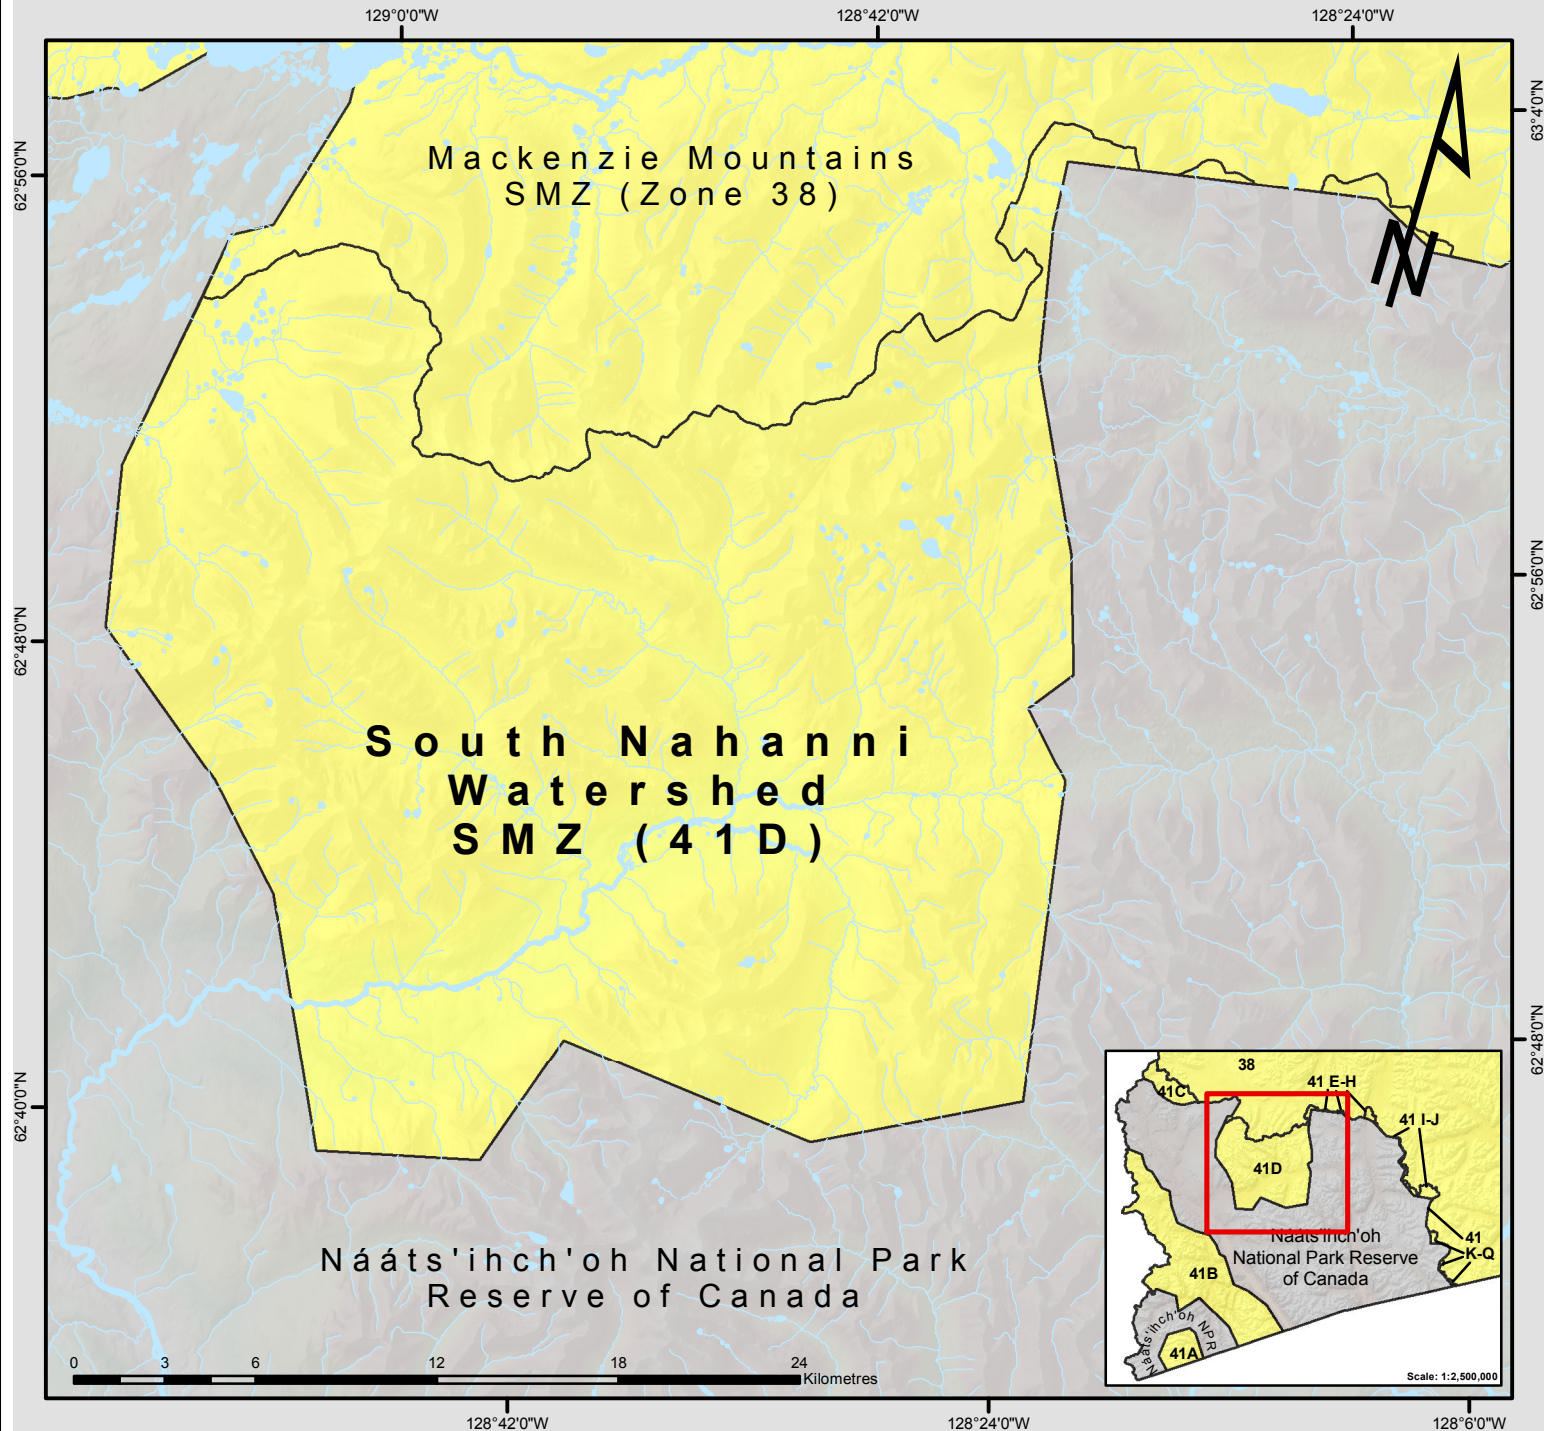 129°0'0"W
128°42'0"W
128°24'0"W
63°4'0"N
62°56'0"N
Mackenzie Mountains
SMZ (Zone 38)
N
62°56'0"N
62°48'0"N
South Nahanni
Watershed
SMZ (41D)
62°48'0"N
62°40'0"N
38
41 E-H
41C
41 I-J
41D
41
K-Q
Nááts'ihch'oh
National Park Reserve
of Canada
41B
Nááts'ihch'oh NPR
41A
Scale: 1:2,500,000
Nááts'ihch'oh National Park
Reserve of Canada
0 3 6 12 18 24
Kilometres
128°42'0"W
128°24'0"W
128°6'0"W